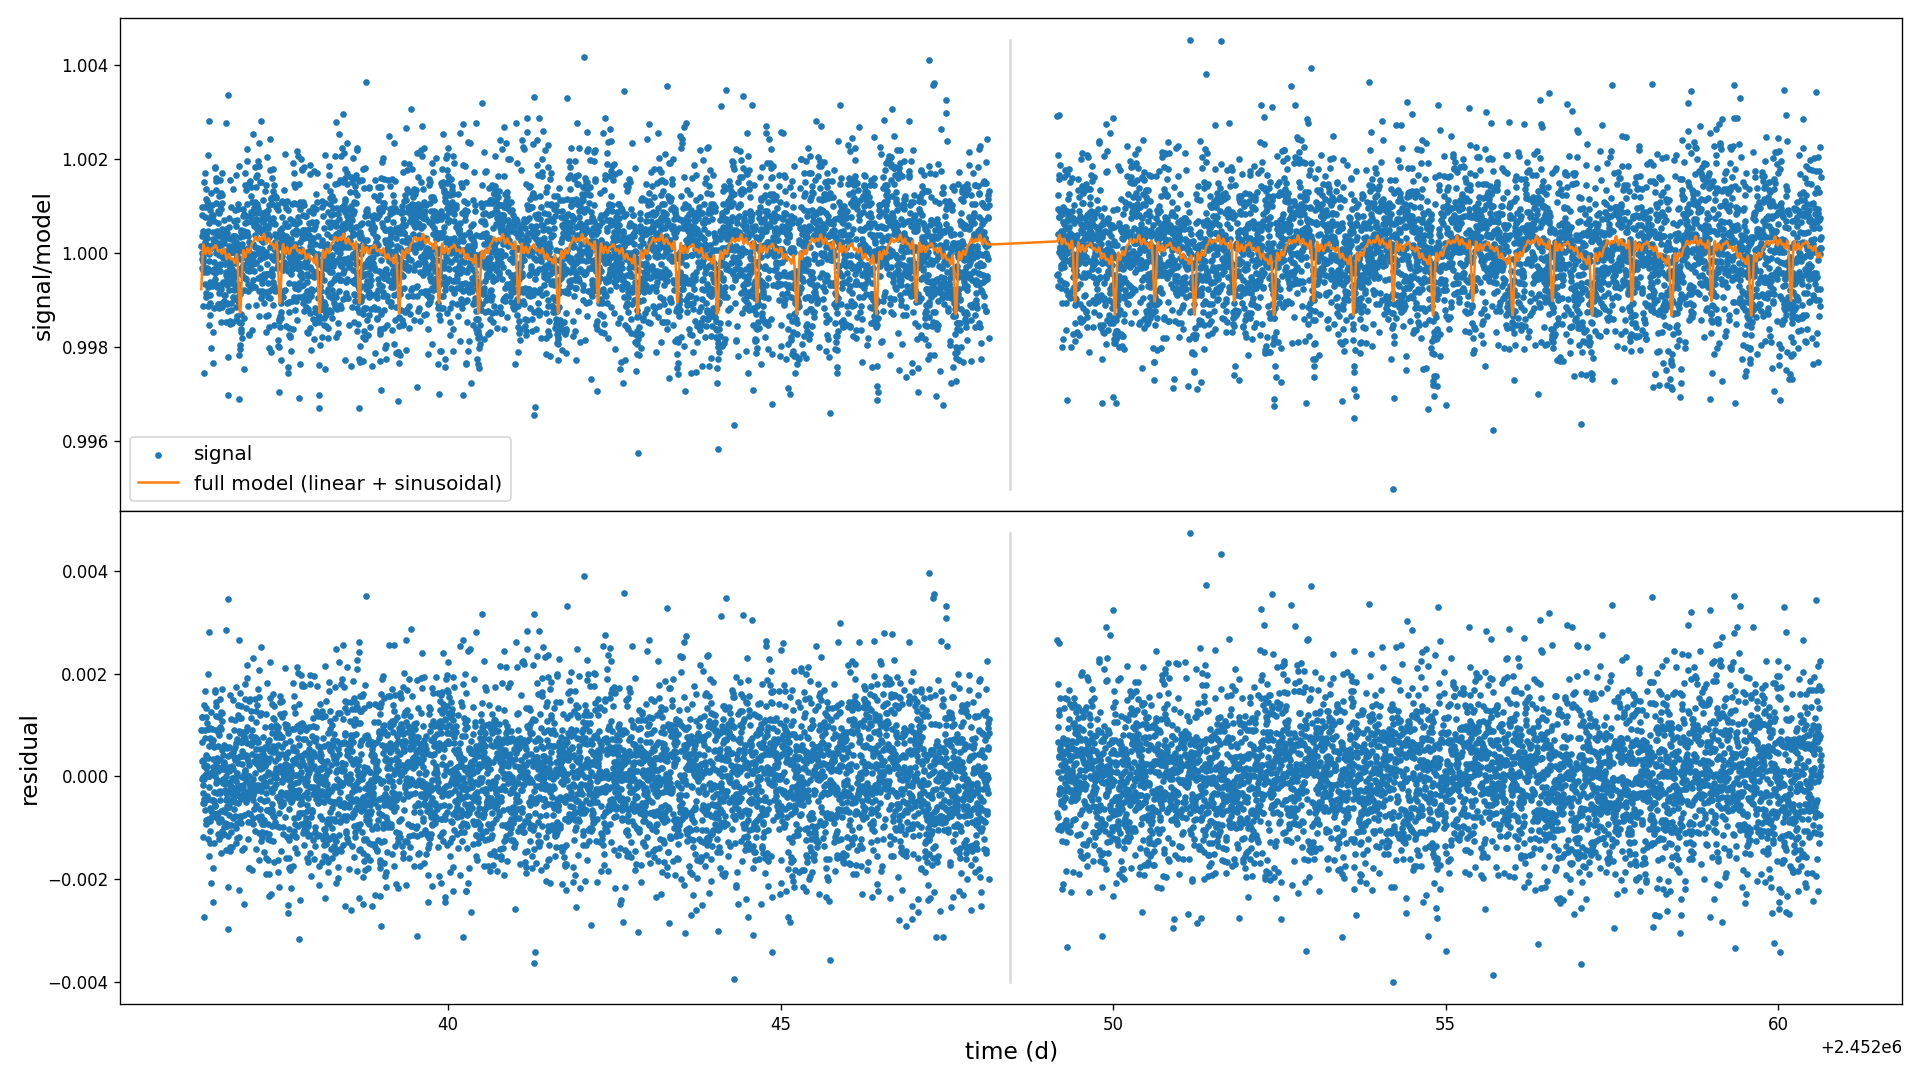 1.004
1.002
1.000
0.998
0.996
signal/model
signal
full model (linear + sinusoidal)
0.004
0.002
0.000
−0.002
−0.004
residual
40
45
50
55
60
time (d)
+2.452e6